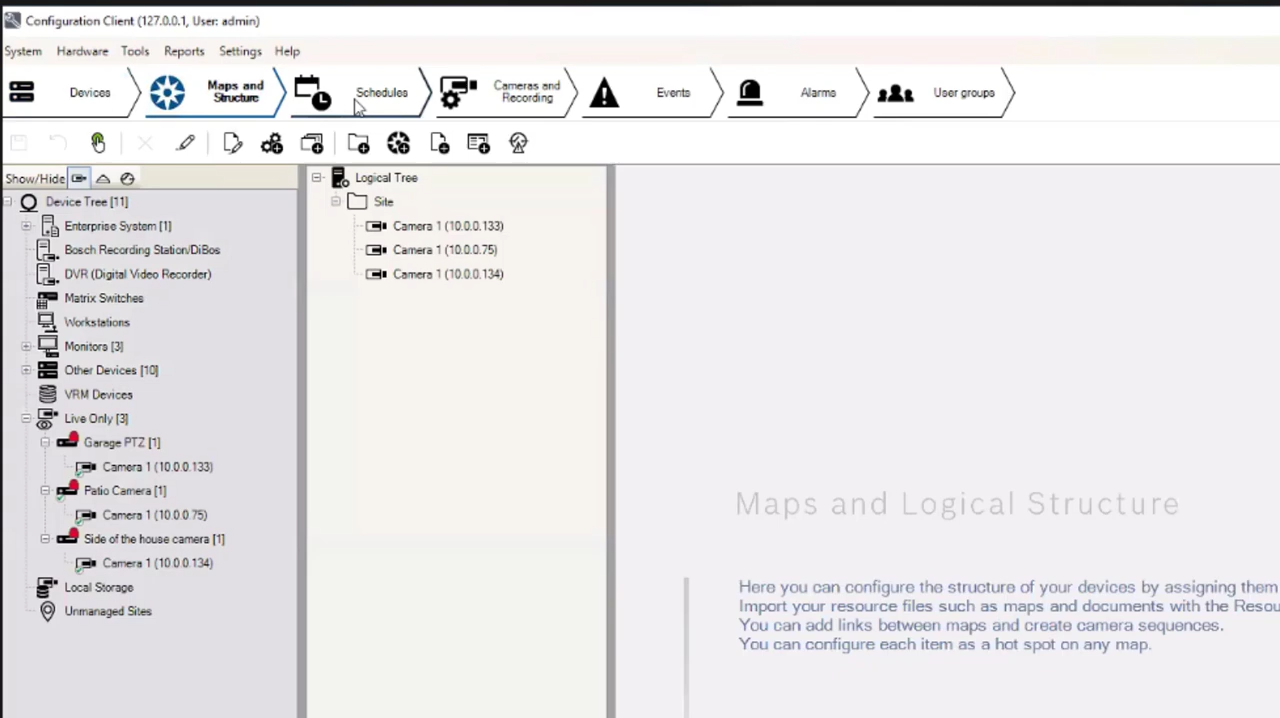 Configuration Client (127.0.0.1, User: admin)
System Hardware Tools Reports Settings Help
Devices
Maps and
Structure
Schedules
Cameras and
Recording
Events
Alarms
User groups
Show/Hide
Device Tree [11]
Enterprise System [1]
Bosch Recording Station/DiBos
DVR (Digital Video Recorder)
Matrix Switches
Workstations
Monitors [3]
Other Devices [10]
VRM Devices
Live Only [3]
Garage PTZ [1]
Camera 1 (10.0.0.133)
Patio Camera [1]
Camera 1 (10.0.0.75)
Side of the house camera [1]
Camera 1 (10.0.0.134)
Local Storage
Unmanaged Sites
Logical Tree
Site
Camera 1 (10.0.0.133)
Camera 1 (10.0.0.75)
Camera 1 (10.0.0.134)
Maps and Logical Structure
Here you can configure the structure of your devices by assigning them
Import your resource files such as maps and documents with the Resou
You can add links between maps and create camera sequences.
You can configure each item as a hot spot on any map.